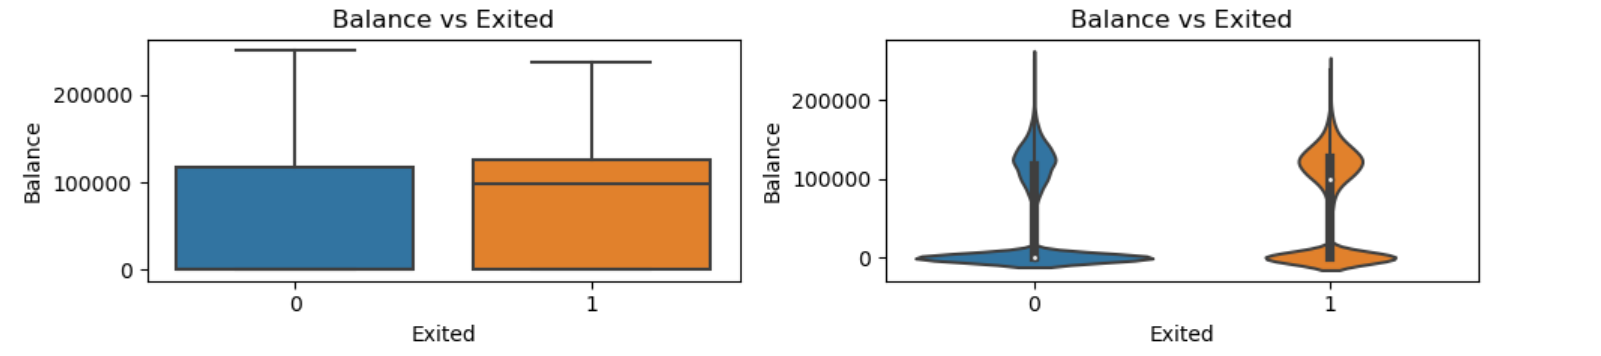 Balance vs Exited
Balance
200000
100000
0
0 1
Exited
Balance vs Exited
Balance
200000
100000
0
0 1
Exited